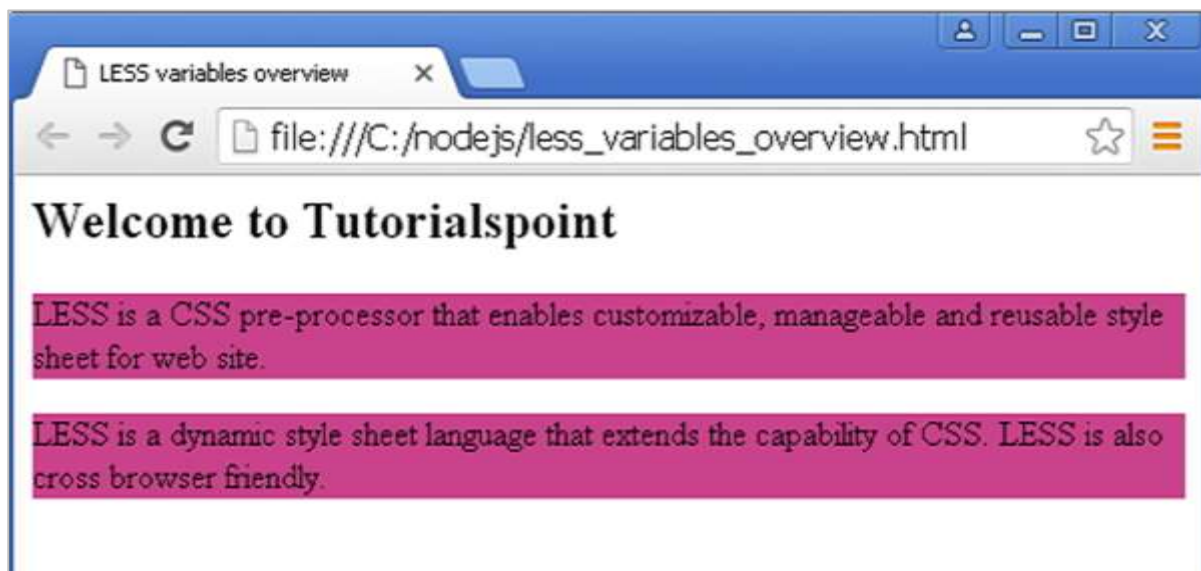 LESS variables overview
file:///C:/nodejs/less_variables_overview.html
Welcome to Tutorialspoint
LESS is a CSS pre-processor that enables customizable, manageable and reusable style
sheet for web site.
LESS is a dynamic style sheet language that extends the capability of CSS. LESS is also
cross browser friendly.